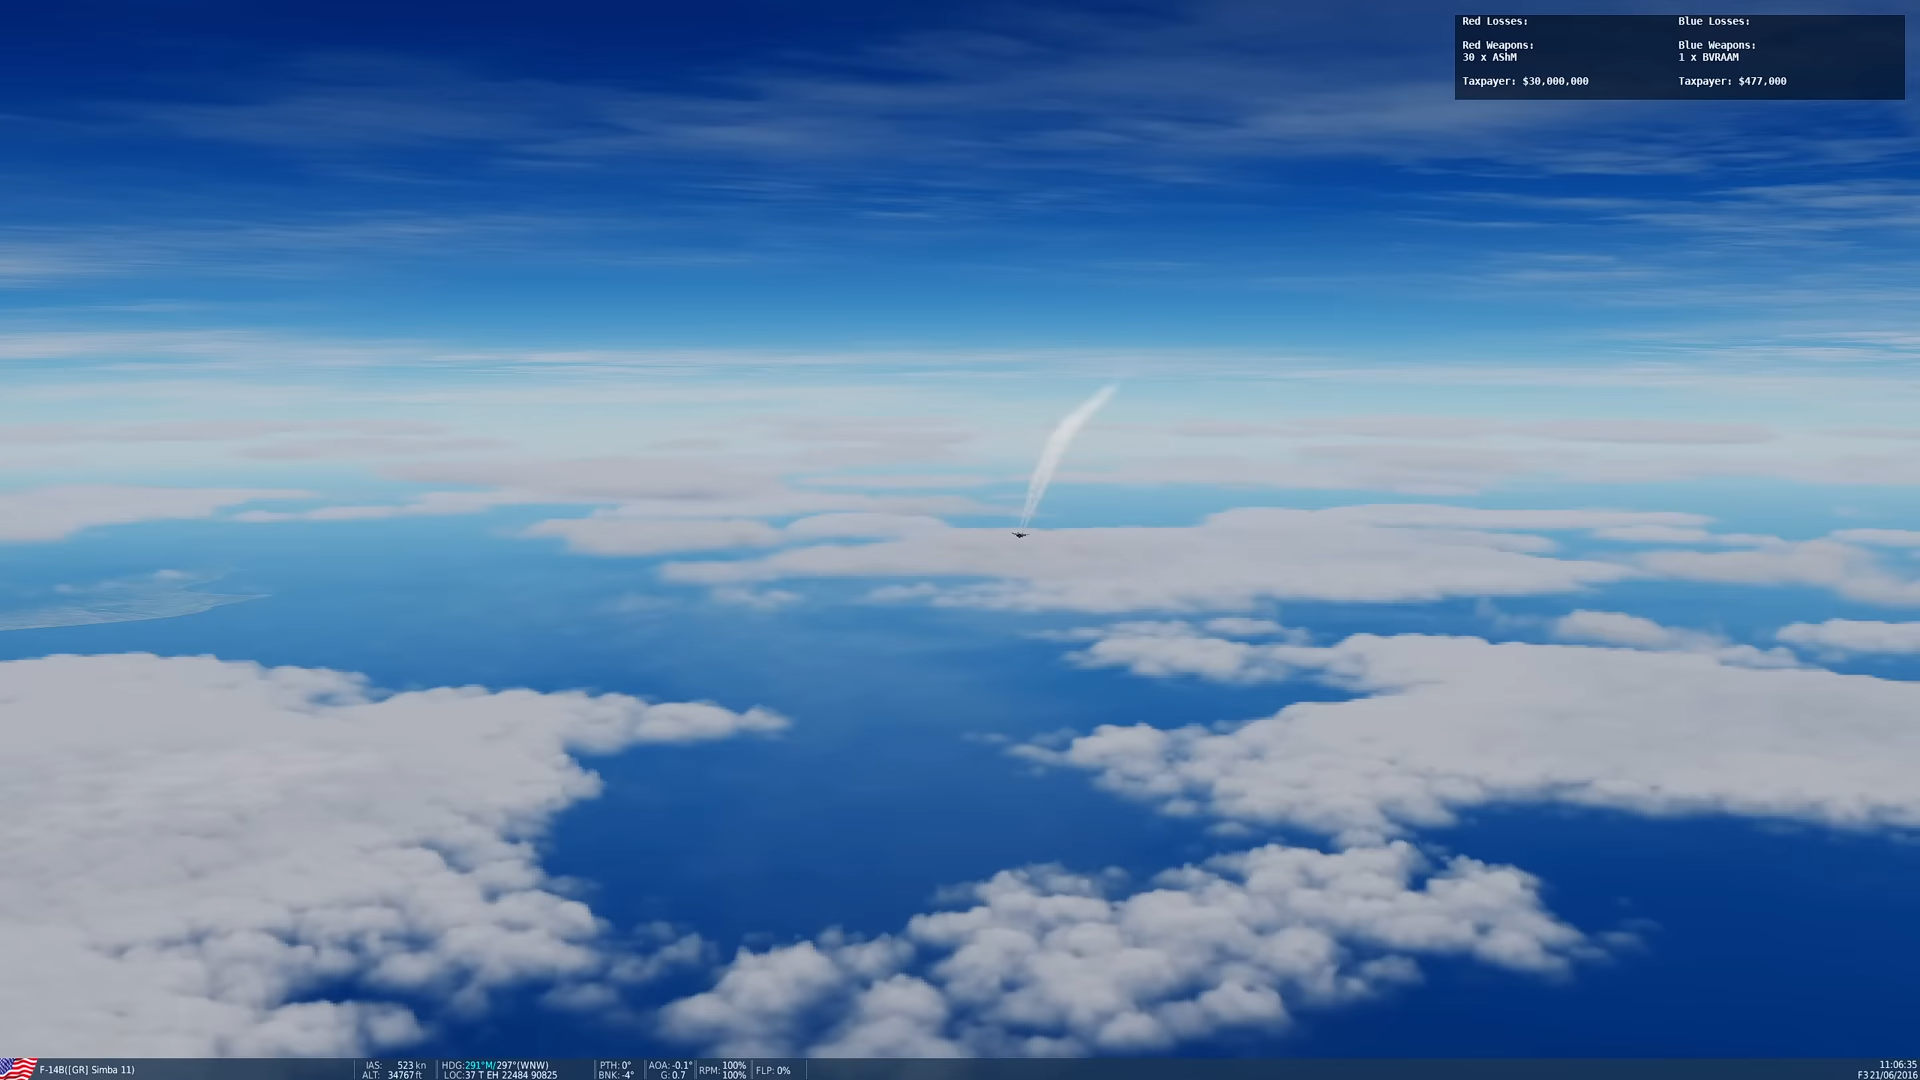 Red Losses: Blue Losses:
Red Weapons: Blue Weapons:
30 x AShM 1 x BVRAAM
Taxpayer: $30,000,000 Taxpayer: $477,000
F-14B([GR] Simba 11)
IAS: 523 kn HDG:291°M/297°(WNW) PTH: 0° AOA: -0.1° RPM: 100% FLP: 0% 11:06:35
ALT: 34767 ft LOC:37 T EH 22484 90825 BNK: -4° G: 0.7 100% F3 21/06/2016